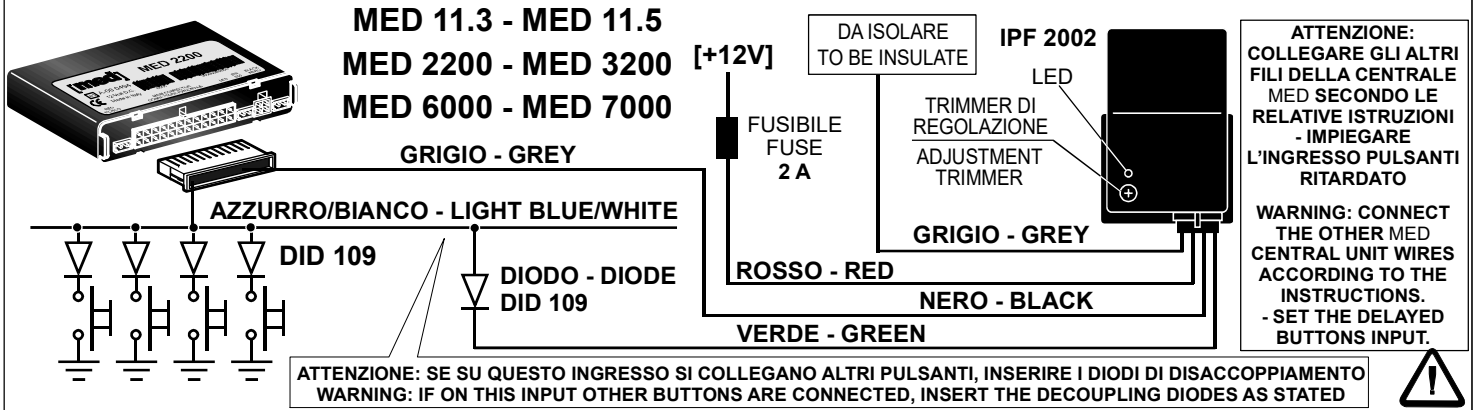 MED 11.3 - MED 11.5
MED 2200 - MED 3200
MED 6000 - MED 7000
[med]
MED 2200
[+12V]
FUSIBILE
FUSE
2 A
DA ISOLARE
TO BE INSULATE
IPF 2002
LED
TRIMMER DI
REGOLAZIONE
ADJUSTMENT
TRIMMER
GRIGIO - GREY
AZZURRO/BIANCO - LIGHT BLUE/WHITE
DID 109
DIODO - DIODE
DID 109
GRIGIO - GREY
ROSSO - RED
NERO - BLACK
VERDE - GREEN
ATTENZIONE: SE SU QUESTO INGRESSO SI COLLEGANO ALTRI PULSANTI, INSERIRE I DIODI DI DISACCOPPIAMENTO
WARNING: IF ON THIS INPUT OTHER BUTTONS ARE CONNECTED, INSERT THE DECOUPLING DIODES AS STATED
ATTENZIONE:
COLLEGARE GLI ALTRI
FILI DELLA CENTRALE
MED SECONDO LE
RELATIVE ISTRUZIONI
- IMPIEGARE
L'INGRESSO PULSANTI
RITARDATO
WARNING: CONNECT
THE OTHER MED
CENTRAL UNIT WIRES
ACCORDING TO THE
INSTRUCTIONS.
- SET THE DELAYED
BUTTONS INPUT.